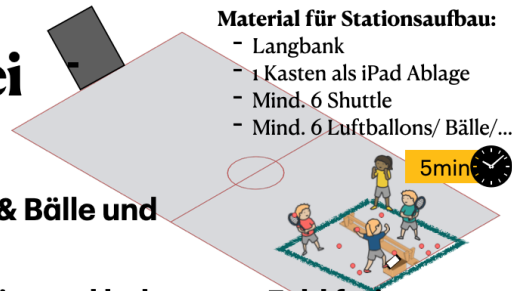 Material für Stationsaufbau:
- Langbank
ei
- 1 Kasten als iPad Ablage
- Mind. 6 Shuttle
- Mind. 6 Luftballons/ Bälle/...
5min
& Bälle und